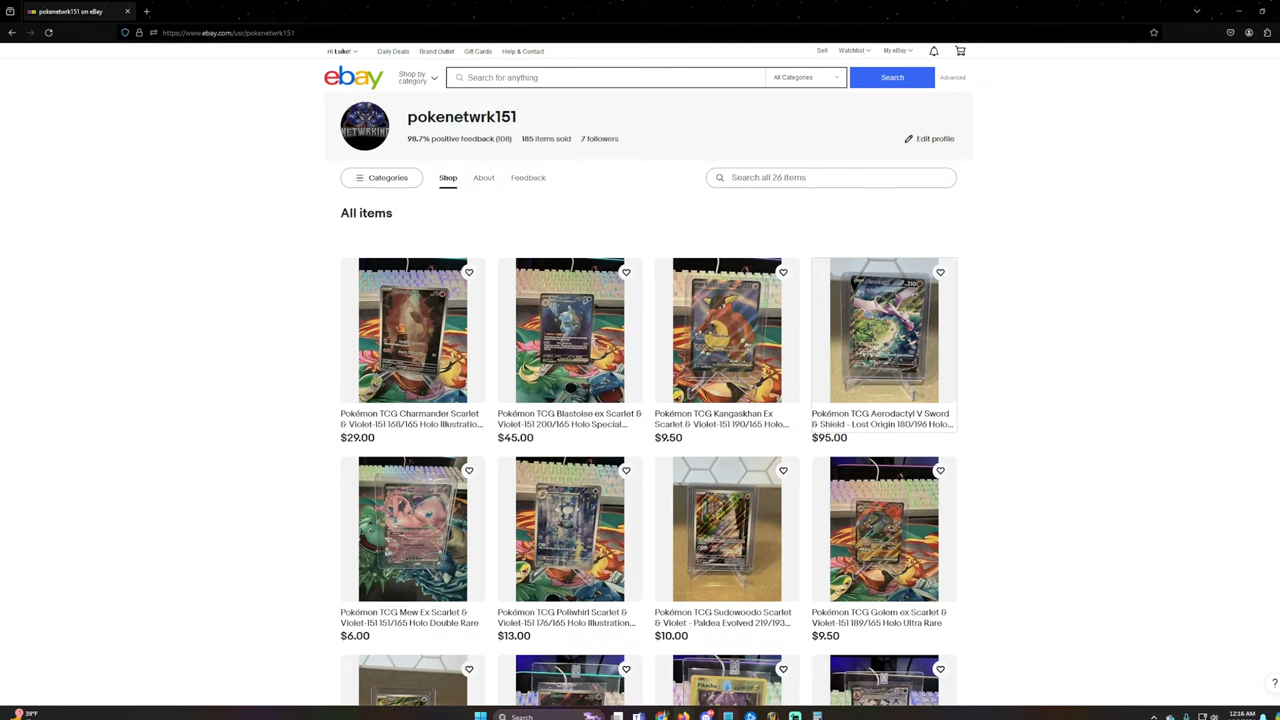 pokenetwrk151 on eBay
https://www.ebay.com/usr/pokenetwrk151
Hi Luke!
Daily Deals
Brand Outlet
Gift Cards
Help & Contact
Sell
Watchlist
My eBay
ebay
Shop by
category
Search for anything
All Categories
Search
Advanced
pokenetwrk151
98.7% positive feedback (108)
185 items sold
7 followers
Edit profile
Categories
Shop
About
Feedback
Search all 26 items
All items
Pokémon TCG Charmander Scarlet
& Violet-151 168/165 Holo Illustratio...
$29.00
Pokémon TCG Blastoise ex Scarlet &
Violet-151 200/165 Holo Special...
$45.00
Pokémon TCG Kangaskhan Ex
Scarlet & Violet-151 190/165 Holo...
$9.50
Pokémon TCG Aerodactyl V Sword
& Shield - Lost Origin 180/196 Holo...
$95.00
Pokémon TCG Mew Ex Scarlet &
Violet-151 151/165 Holo Double Rare
$6.00
Pokémon TCG Poliwhirl Scarlet &
Violet-151 176/165 Holo Illustration...
$13.00
Pokémon TCG Sudowoodo Scarlet
& Violet - Paldea Evolved 219/193...
$10.00
Pokémon TCG Golem ex Scarlet &
Violet-151 189/165 Holo Ultra Rare
$9.50
39°F
Search
12:16 AM